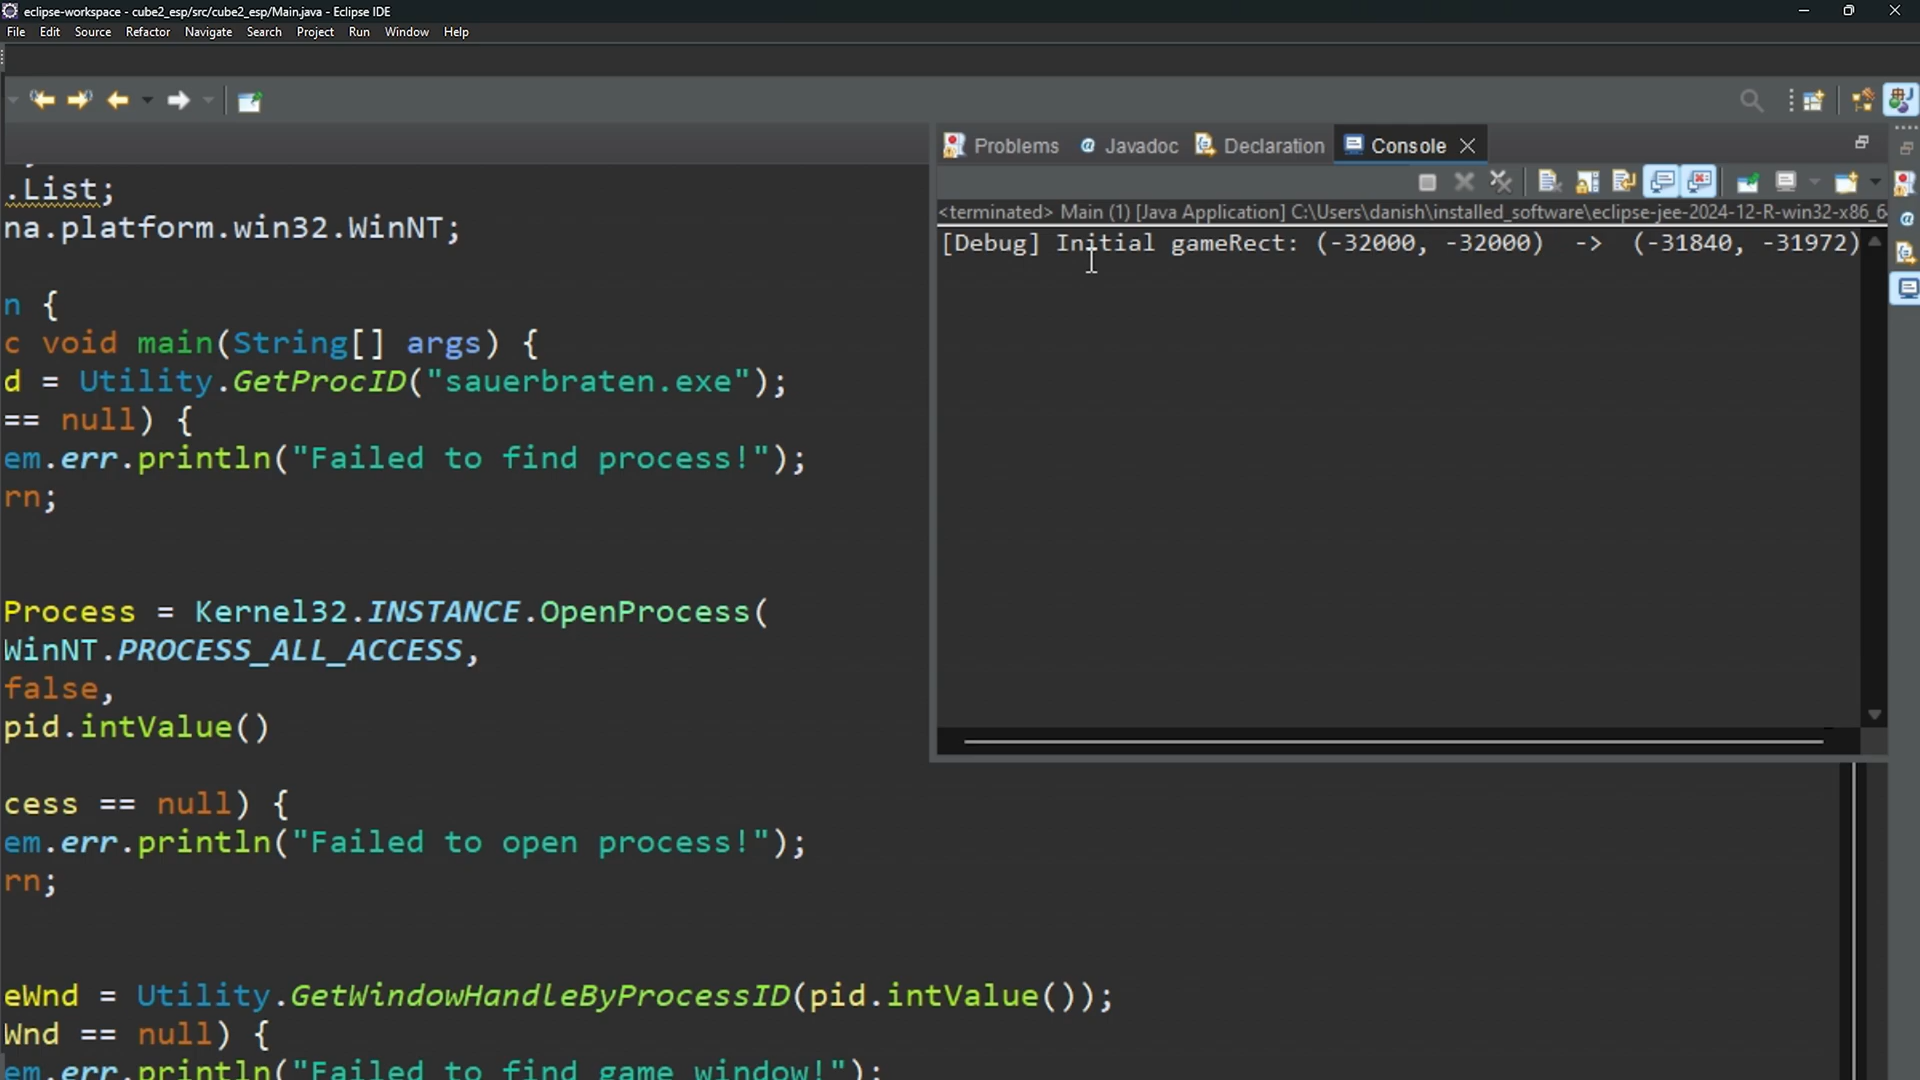 eclipse-workspace - cube2_esp/src/cube2_esp/Main.java - Eclipse IDE
File Edit Source Refactor Navigate Search Project Run Window Help
Problems @ Javadoc Declaration Console
<terminated> Main (1) [Java Application] C:\Users\danish\installed_software\eclipse-jee-2024-12-R-win32-x86_6
[Debug] Initial gameRect: (-32000, -32000) -> (-31840, -31972)
.List;
na.platform.win32.WinNT;
n {
c void main(String[] args) {
d = Utility.GetProcID("sauerbraten.exe");
== null) {
em.err.println("Failed to find process!");
rn;
Process = Kernel32.INSTANCE.OpenProcess(
WinNT.PROCESS_ALL_ACCESS,
false,
pid.intValue()
cess == null) {
em.err.println("Failed to open process!");
rn;
eWnd = Utility.GetWindowHandleByProcessID(pid.intValue());
Wnd == null) {
em.err.println("Failed to find game window!");